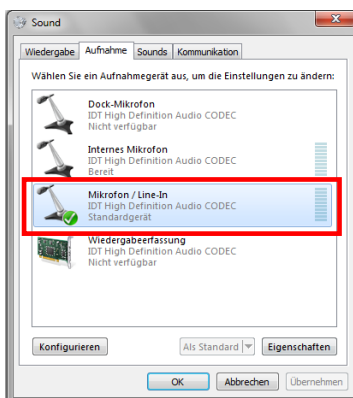 Sound
Wiedergabe Aufnahme Sounds Kommunikation
Wählen Sie ein Aufnahmegerät aus, um die Einstellungen zu ändern:
Dock-Mikrofon
IDT High Definition Audio CODEC
Nicht verfügbar
Internes Mikrofon
IDT High Definition Audio CODEC
Bereit
Mikrofon / Line-In
IDT High Definition Audio CODEC
Standardgerät
Wiedergabeerfassung
IDT High Definition Audio CODEC
Nicht verfügbar
Konfigurieren Als Standard Eigenschaften
OK Abbrechen Übernehmen